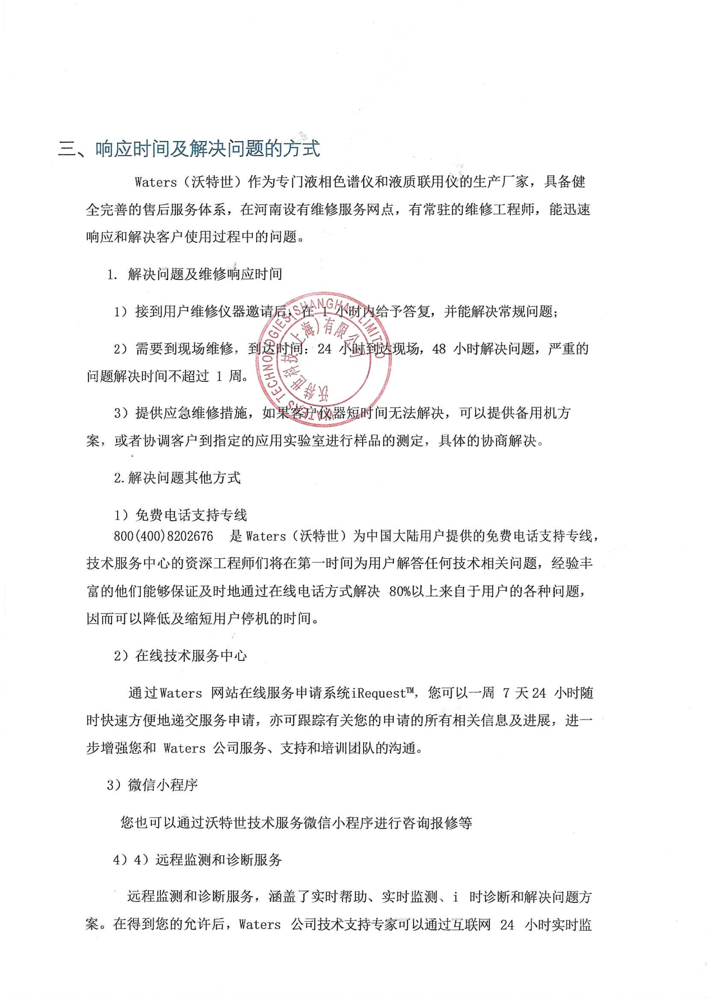 三、响应时间及解决问题的方式
Waters（沃特世）作为专门液相色谱仪和液质联用仪的生产厂家，具备健
全完善的售后服务体系，在河南设有维修服务网点，有常驻的维修工程师，能迅速
响应和解决客户使用过程中的问题。
1. 解决问题及维修响应时间
1）接到用户维修仪器邀请后，在 1 小时内给予答复，并能解决常规问题；
2）需要到现场维修，到达时间：24 小时到达现场，48 小时解决问题，严重的
问题解决时间不超过 1 周。
3）提供应急维修措施，如果客户仪器短时间无法解决，可以提供备用机方
案，或者协调客户到指定的应用实验室进行样品的测定，具体的协商解决。
WATERS TECHNOLOGIES (SHANGHAI) LIMITED
沃特世科技（上海）有限公司
2.解决问题其他方式
1）免费电话支持专线
800(400)8202676 是 Waters（沃特世）为中国大陆用户提供的免费电话支持专线，
技术服务中心的资深工程师们将在第一时间为用户解答任何技术相关问题，经验丰
富的他们能够保证及时地通过在线电话方式解决 80%以上来自于用户的各种问题，
因而可以降低及缩短用户停机的时间。
2）在线技术服务中心
通过Waters 网站在线服务申请系统iRequest™，您可以一周 7 天24 小时随
时快速方便地递交服务申请，亦可跟踪有关您的申请的所有相关信息及进展，进一
步增强您和 Waters 公司服务、支持和培训团队的沟通。
3）微信小程序
您也可以通过沃特世技术服务微信小程序进行咨询报修等
4）4）远程监测和诊断服务
远程监测和诊断服务，涵盖了实时帮助、实时监测、i 时诊断和解决问题方
案。在得到您的允许后，Waters 公司技术支持专家可以通过互联网 24 小时实时监